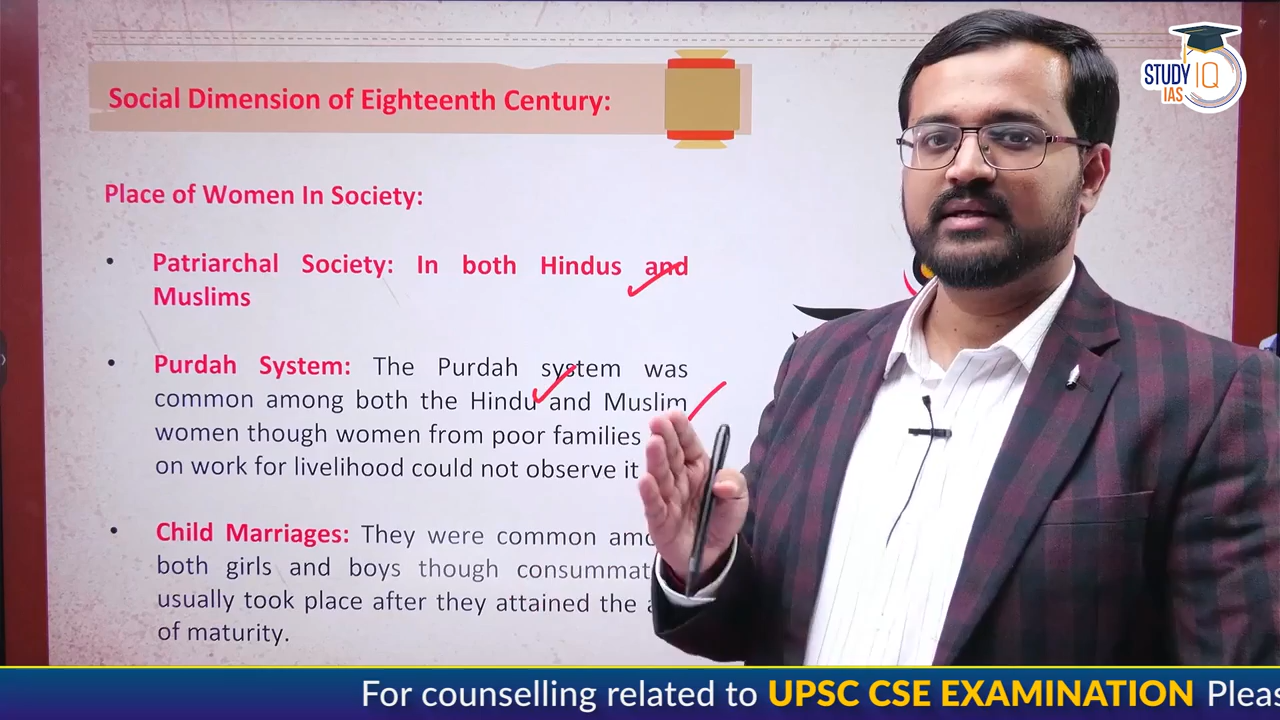 STUDY IQ
IAS
Social Dimension of Eighteenth Century:
Place of Women In Society:
• Patriarchal Society: In both Hindus and
Muslims
• Purdah System: The Purdah system was
common among both the Hindu and Muslim
women though women from poor families
on work for livelihood could not observe it
• Child Marriages: They were common
both girls and boys though
usually took place after they attained the
of maturity.
For counselling related to UPSC CSE EXAMINATION